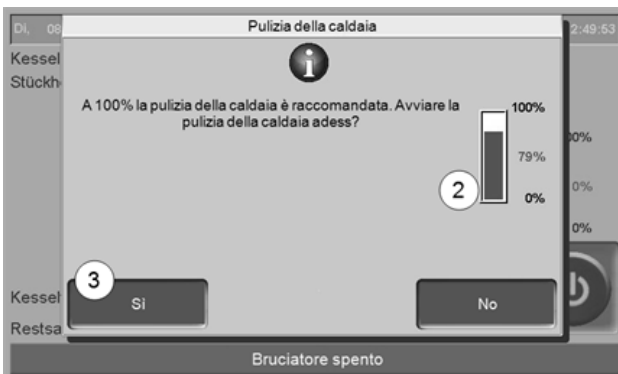 Di, 08
Pulizia della caldaia
2:49:53
Kessel
Stückh
A 100% la pulizia della caldaia è raccomandata. Avviare la
pulizia della caldaia adess?
100%
79%
0%
2
00%
0%
0%
3
Sì
No
Kessel
Restsa
Bruciatore spento